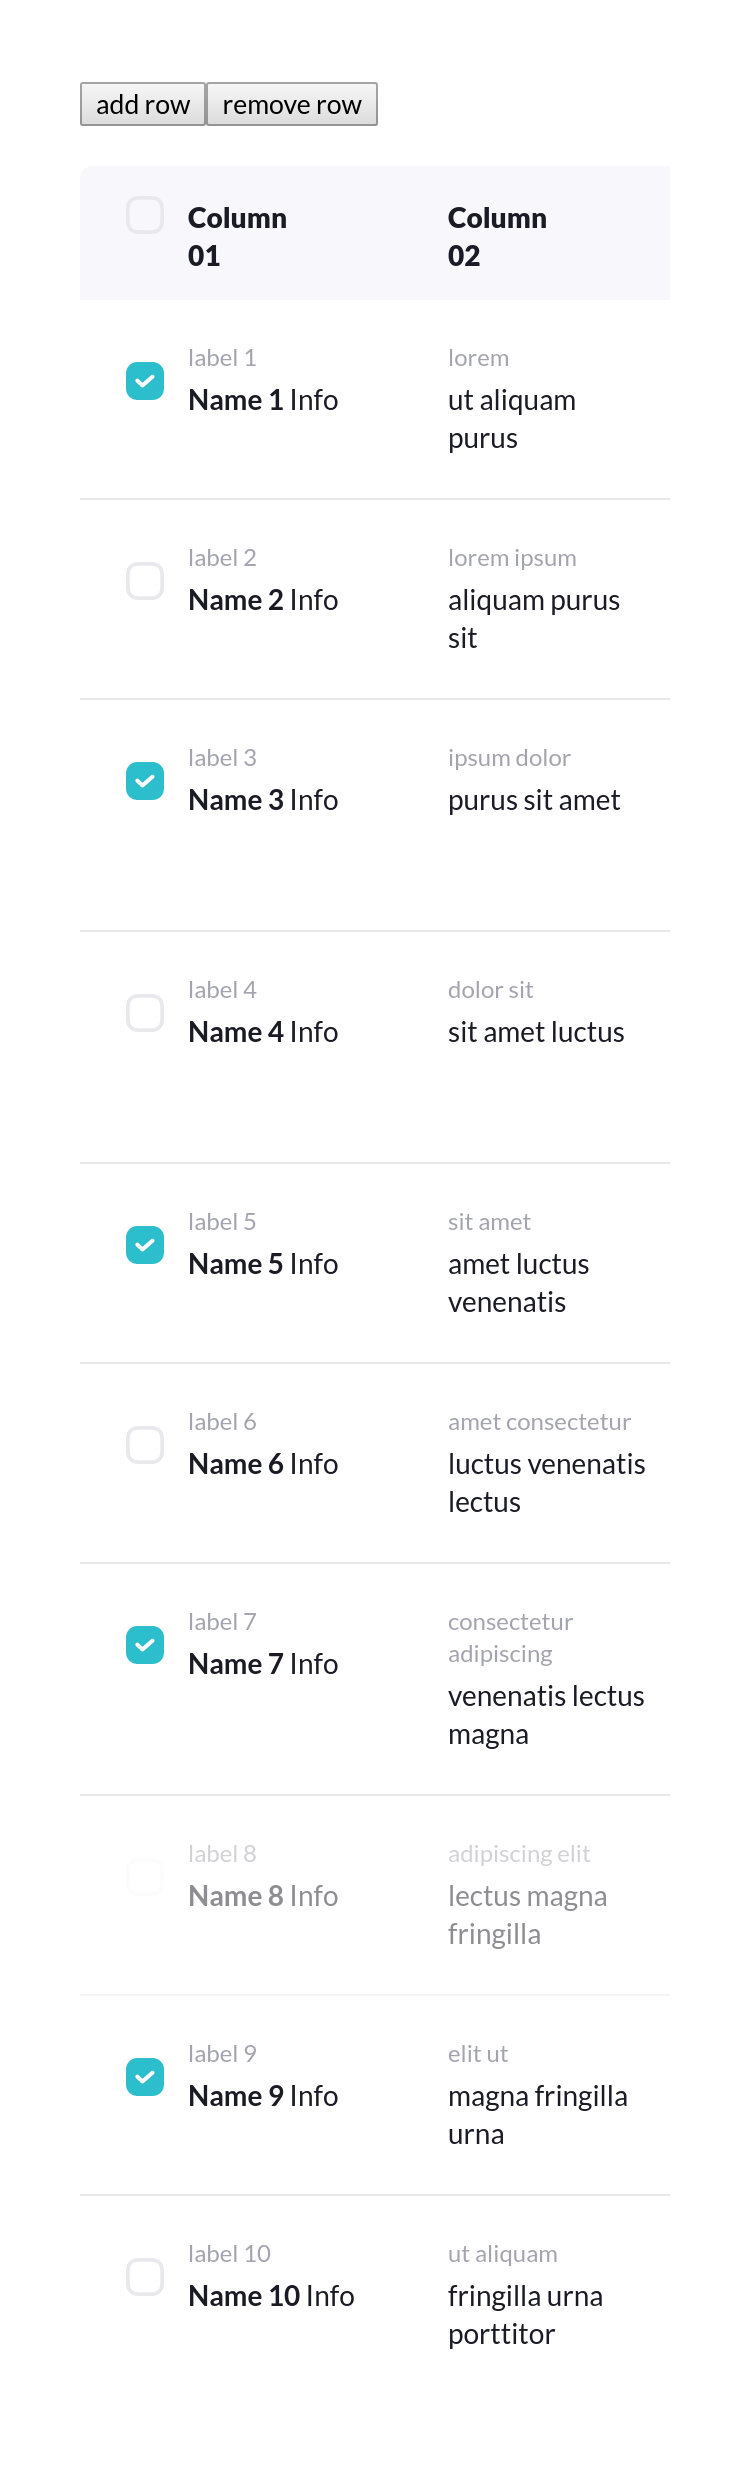 add row remove row
Column Column
01 02
label 1 lorem
Name 1 Info ut aliquam
purus
label 2 lorem ipsum
Name 2 Info aliquam purus
sit
label 3 ipsum dolor
Name 3 Info purus sit amet
label 4 dolor sit
Name 4 Info sit amet luctus
label 5 sit amet
Name 5 Info amet luctus
venenatis
label 6 amet consectetur
Name 6 Info luctus venenatis
lectus
label 7 consectetur
adipiscing
Name 7 Info venenatis lectus
magna
label 8 adipiscing elit
Name 8 Info lectus magna
fringilla
label 9 elit ut
Name 9 Info magna fringilla
urna
label 10 ut aliquam
Name 10 Info fringilla urna
porttitor